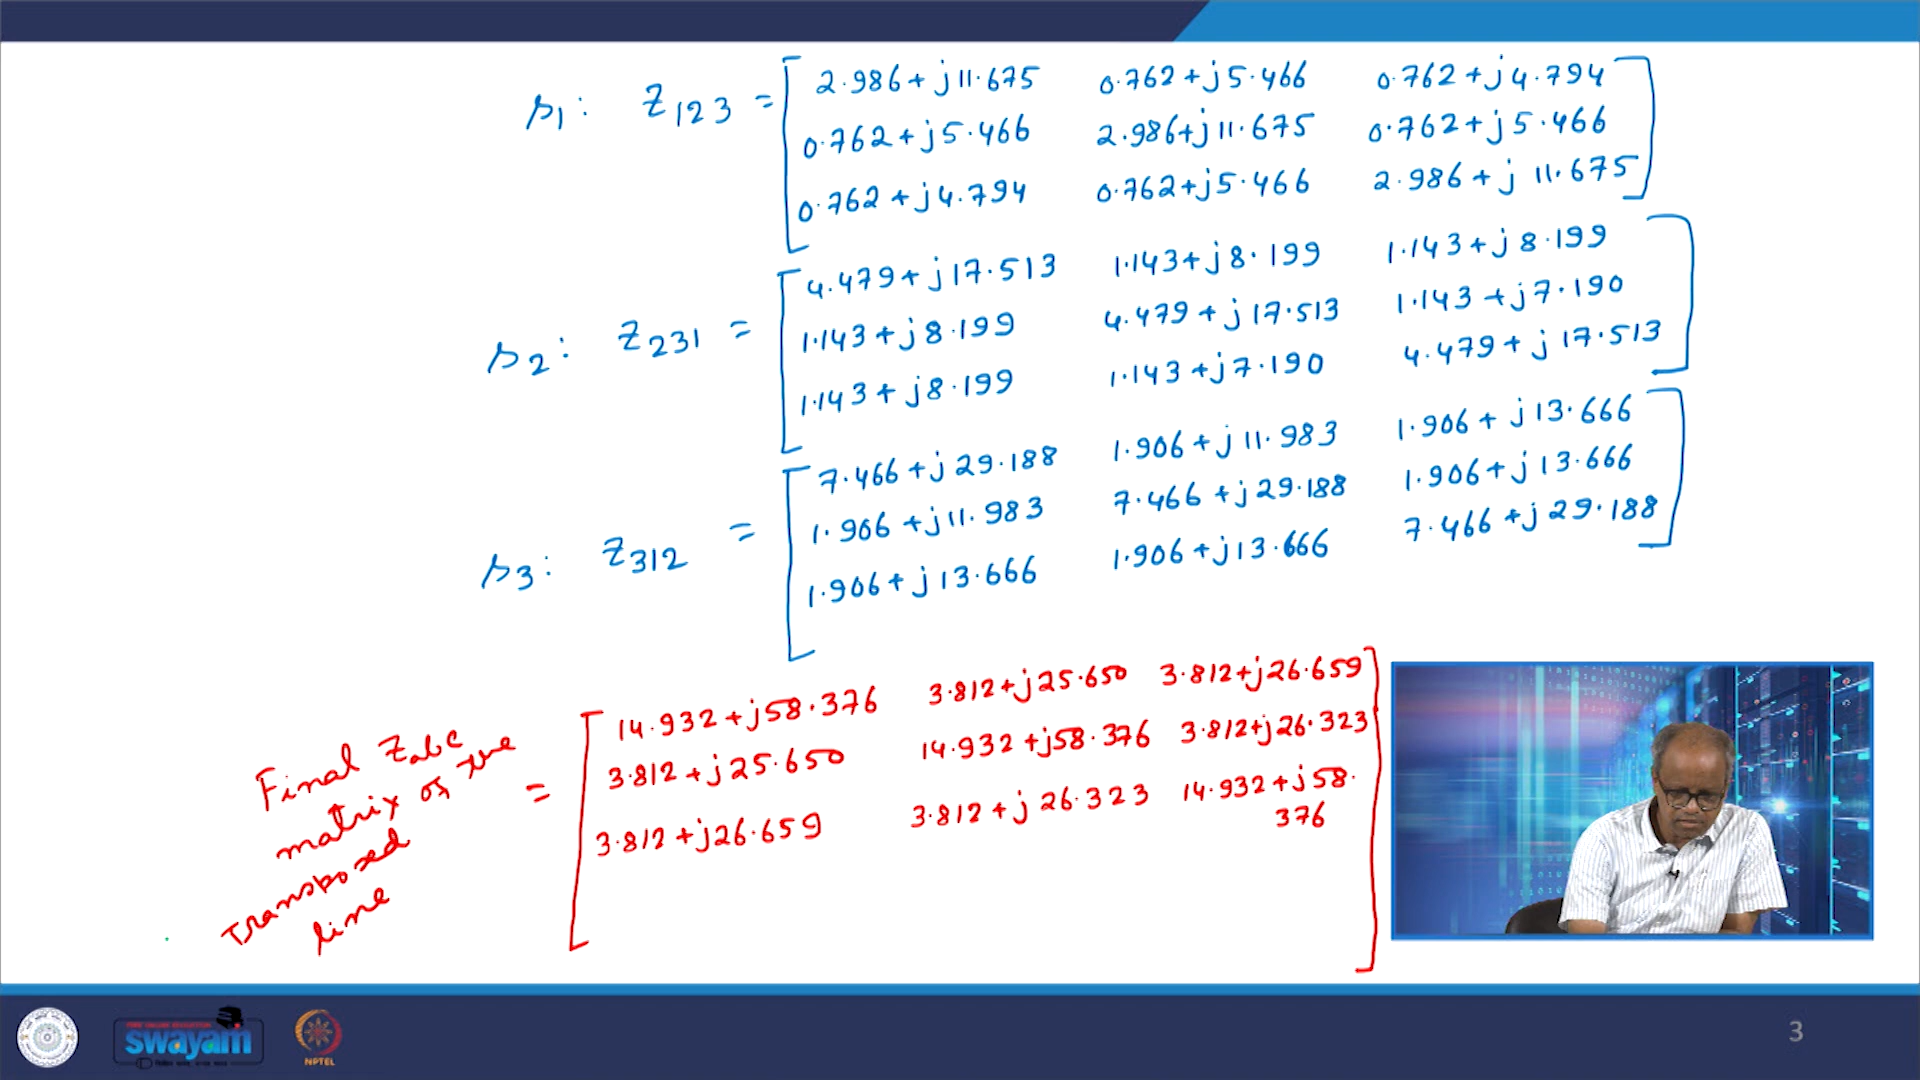 s1: Z123 = [ 2.986+j11.675 0.762+j5.466 0.762+j4.794 ]
0.762+j5.466 2.986+j11.675 0.762+j5.466
0.762+j4.794 0.762+j5.466 2.986+j11.675
s2: Z231 = [ 4.479+j17.513 1.143+j8.199 1.143+j8.199 ]
1.143+j8.199 4.479+j17.513 1.143+j7.190
1.143+j8.199 1.143+j7.190 4.479+j17.513
s3: Z312 = [ 7.466+j29.188 1.906+j11.983 1.906+j13.666 ]
1.906+j11.983 7.466+j29.188 1.906+j13.666
1.906+j13.666 1.906+j13.666 7.466+j29.188
Final Zabc
matrix of the
transposed
line
= [ 14.932+j58.376 3.812+j25.650 3.812+j26.659 ]
3.812+j25.650 14.932+j58.376 3.812+j26.323
3.812+j26.659 3.812+j26.323 14.932+j58.
376
swayam
NPTEL
3